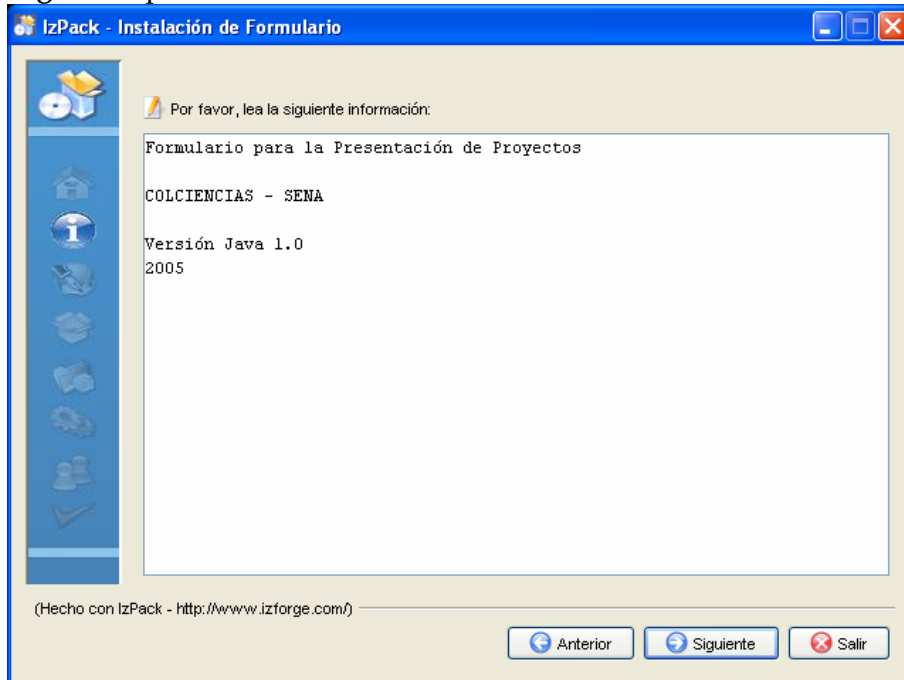 IzPack - Instalación de Formulario
Por favor, lea la siguiente información:
Formulario para la Presentación de Proyectos
COLCIENCIAS - SENA
Versión Java 1.0
2005
(Hecho con IzPack - http://www.izforge.com/)
Anterior
Siguiente
Salir